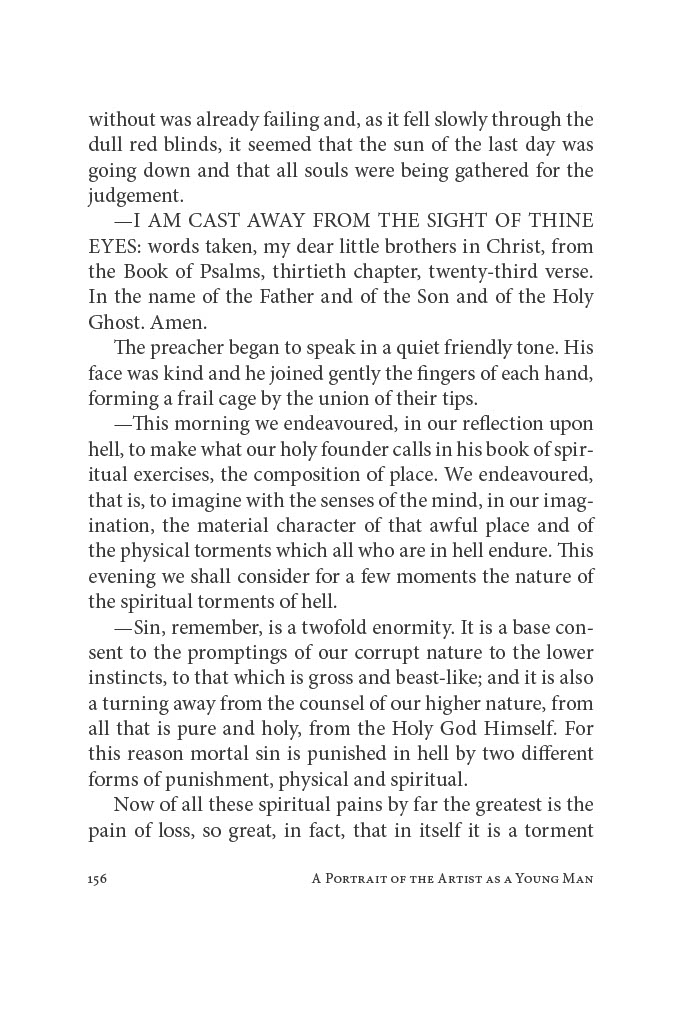 without was already failing and, as it fell slowly through the
dull red blinds, it seemed that the sun of the last day was
going down and that all souls were being gathered for the
judgement.
—I AM CAST AWAY FROM THE SIGHT OF THINE
EYES: words taken, my dear little brothers in Christ, from
the Book of Psalms, thirtieth chapter, twenty-third verse.
In the name of the Father and of the Son and of the Holy
Ghost. Amen.
The preacher began to speak in a quiet friendly tone. His
face was kind and he joined gently the fingers of each hand,
forming a frail cage by the union of their tips.
—This morning we endeavoured, in our reflection upon
hell, to make what our holy founder calls in his book of spir-
itual exercises, the composition of place. We endeavoured,
that is, to imagine with the senses of the mind, in our imag-
ination, the material character of that awful place and of
the physical torments which all who are in hell endure. This
evening we shall consider for a few moments the nature of
the spiritual torments of hell.
—Sin, remember, is a twofold enormity. It is a base con-
sent to the promptings of our corrupt nature to the lower
instincts, to that which is gross and beast-like; and it is also
a turning away from the counsel of our higher nature, from
all that is pure and holy, from the Holy God Himself. For
this reason mortal sin is punished in hell by two different
forms of punishment, physical and spiritual.
Now of all these spiritual pains by far the greatest is the
pain of loss, so great, in fact, that in itself it is a torment
156 A Portrait of the Artist as a Young Man